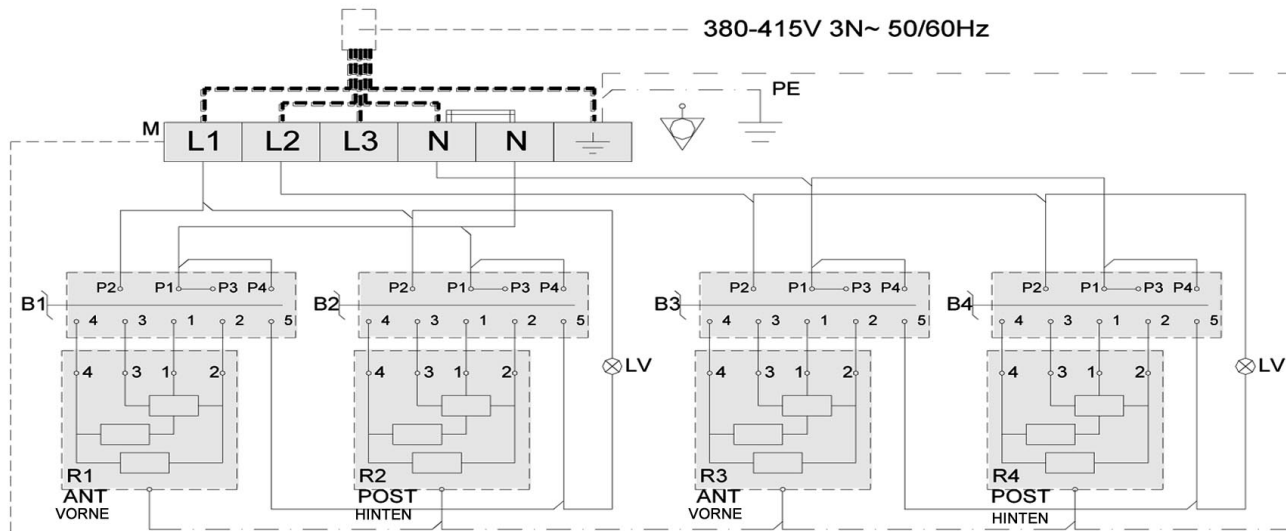 380-415V 3N~ 50/60Hz
PE
M L1 L2 L3 N N
P2 P1 P3 P4 P2 P1 P3 P4 P2 P1 P3 P4 P2 P1 P3 P4
B1 B2 B3 B4
4 3 1 2 5 4 3 1 2 5 4 3 1 2 5 4 3 1 2 5
LV LV
4 3 1 2 4 3 1 2 4 3 1 2 4 3 1 2
R1 R2 R3 R4
ANT POST ANT POST
VORNE HINTEN VORNE HINTEN